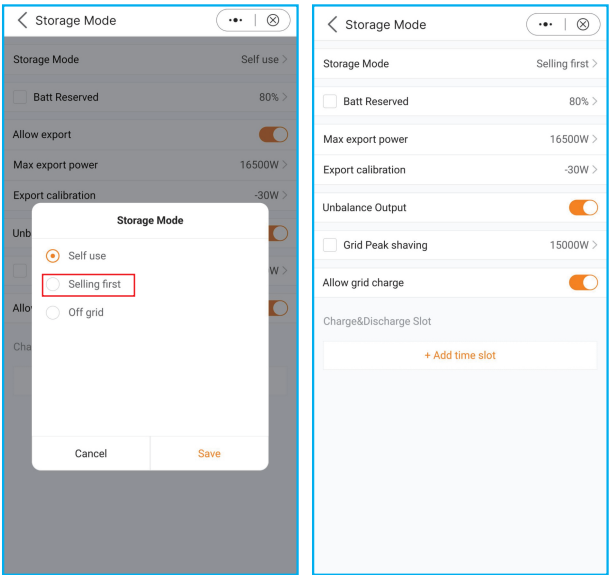 Storage Mode
Storage Mode Self use >
Batt Reserved 80% >
Allow export
Max export power 16500W >
Export calibration -30W >
Storage Mode
Unb
Self use
W >
Selling first
Allo
Off grid
Cha
Cancel Save
Storage Mode
Storage Mode Selling first >
Batt Reserved 80% >
Max export power 16500W >
Export calibration -30W >
Unbalance Output
Grid Peak shaving 15000W >
Allow grid charge
Charge&Discharge Slot
+ Add time slot